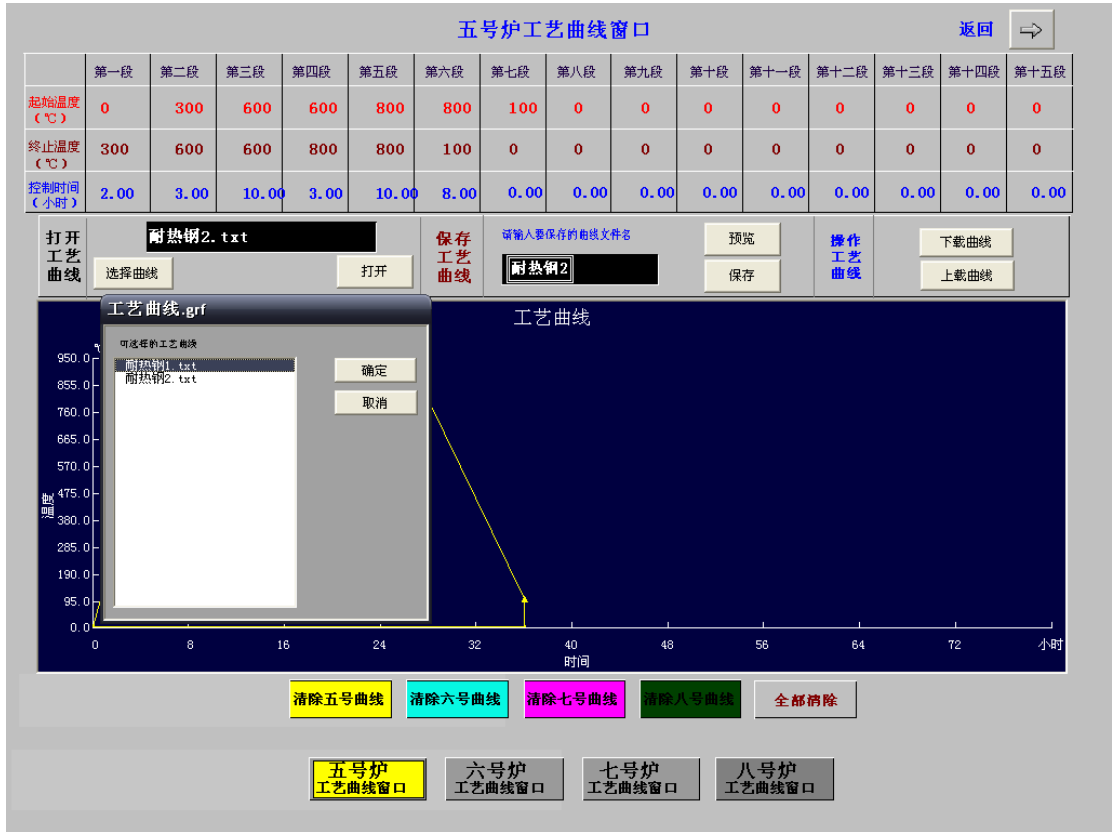 五号炉工艺曲线窗口 返回
第一段 第二段 第三段 第四段 第五段 第六段 第七段 第八段 第九段 第十段 第十一段 第十二段 第十三段 第十四段 第十五段
起始温度
(℃)
0 300 600 600 800 800 100 0 0 0 0 0 0 0 0
终止温度
(℃)
300 600 600 800 800 100 0 0 0 0 0 0 0 0 0
控制时间
(小时)
2.00 3.00 10.00 3.00 10.00 8.00 0.00 0.00 0.00 0.00 0.00 0.00 0.00 0.00 0.00
打开
工艺
曲线
耐热钢2.txt
选择曲线 打开
保存
工艺
曲线
请输入要保存的曲线文件名
耐热钢2
预览
保存
操作
工艺
曲线
下载曲线
上载曲线
工艺曲线.grf
可选择的工艺曲线
耐热钢1.txt
耐热钢2.txt
确定
取消
工艺曲线
950.0
855.0
760.0
665.0
570.0
475.0
380.0
285.0
190.0
95.0
0.0
温度
0 8 16 24 32 40 48 56 64 72 小时
时间
清除五号曲线 清除六号曲线 清除七号曲线 清除八号曲线 全部清除
五号炉
工艺曲线窗口
六号炉
工艺曲线窗口
七号炉
工艺曲线窗口
八号炉
工艺曲线窗口